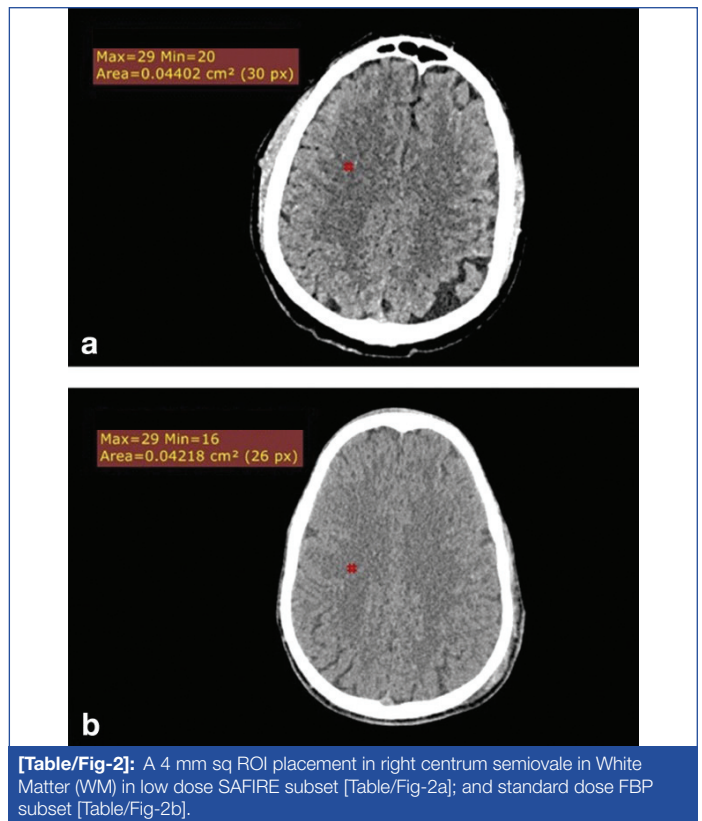 Max=29 Min=20
Area=0.04402 cm² (30 px)
a
Max=29 Min=16
Area=0.04218 cm² (26 px)
b
[Table/Fig-2]: A 4 mm sq ROI placement in right centrum semiovale in White
Matter (WM) in low dose SAFIRE subset [Table/Fig-2a]; and standard dose FBP
subset [Table/Fig-2b].